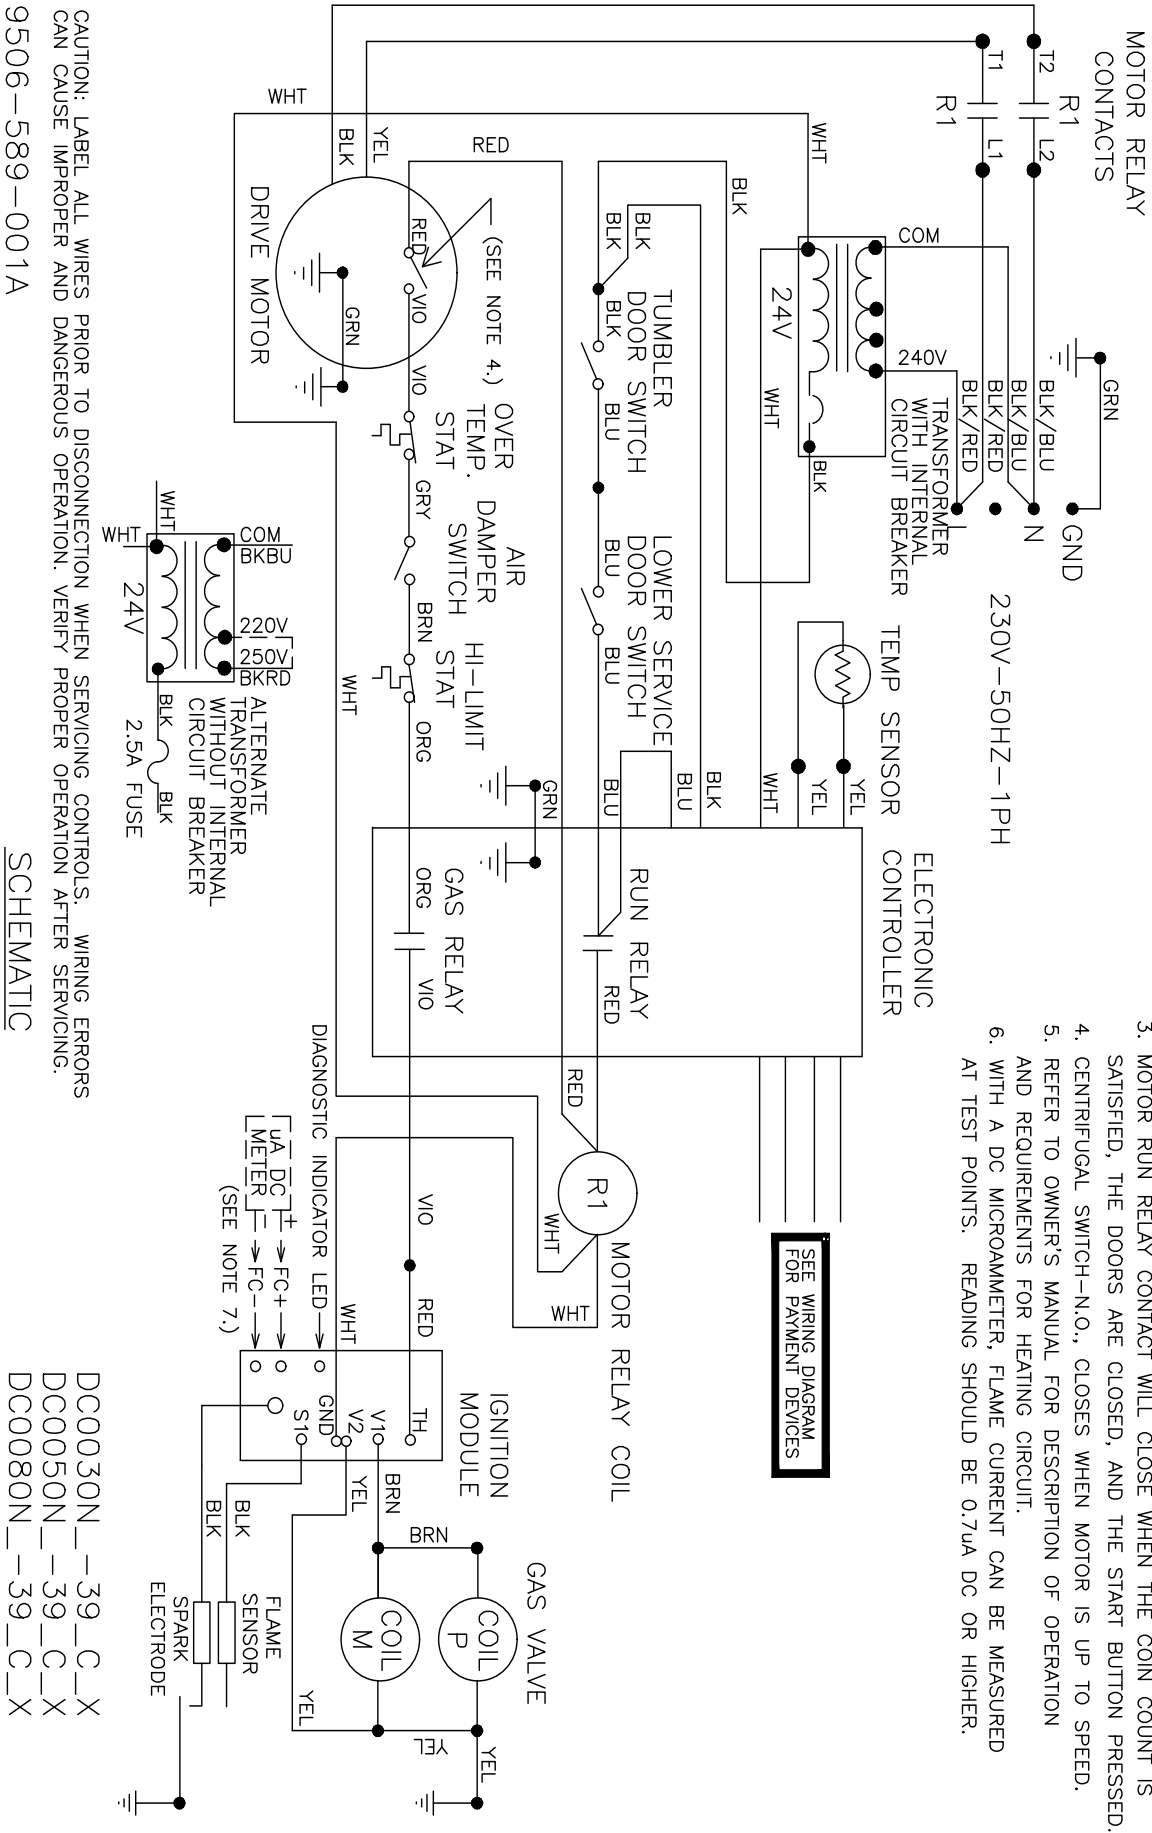 MOTOR RELAY
CONTACTS
T2
R1
L2
T1
R1
L1
GRN
GND
N
L
230V-50HZ-1PH
3. MOTOR RUN RELAY CONTACT WILL CLOSE WHEN THE COIN COUNT IS
SATISFIED, THE DOORS ARE CLOSED, AND THE START BUTTON PRESSED.
4. CENTRIFUGAL SWITCH-N.O., CLOSES WHEN MOTOR IS UP TO SPEED.
5. REFER TO OWNER'S MANUAL FOR DESCRIPTION OF OPERATION
AND REQUIREMENTS FOR HEATING CIRCUIT.
6. WITH A DC MICROAMMETER, FLAME CURRENT CAN BE MEASURED
AT TEST POINTS. READING SHOULD BE 0.7uA DC OR HIGHER.
BLK/BLU
BLK/BLU
BLK/RED
BLK/RED
COM
240V
TRANSFORMER
WITH INTERNAL
CIRCUIT BREAKER
24V
WHT
WHT
BLK
WHT
WHT
BLK
TEMP SENSOR
YEL
YEL
ELECTRONIC
CONTROLLER
SEE WIRING DIAGRAM
FOR PAYMENT DEVICES
BLK
BLK
BLK
TUMBLER
DOOR SWITCH
BLU
BLU
LOWER SERVICE
DOOR SWITCH
BLU
BLK
BLU
BLU
RUN RELAY
RED
RED
MOTOR RELAY COIL
R1
WHT
WHT
RED
YEL
BLK
RED
(SEE NOTE 4.)
VIO
GRN
DRIVE MOTOR
VIO
OVER
TEMP.
STAT
GRY
AIR
DAMPER
SWITCH
BRN
HI-LIMIT
STAT
ORG
GRN
ORG
GAS RELAY
VIO
VIO
RED
WHT
WHT
IGNITION
MODULE
TH
V1
V2
GND
S1
DIAGNOSTIC INDICATOR LED
uA DC
METER
+
-
FC+
FC-
(SEE NOTE 7.)
BRN
YEL
BRN
GAS VALVE
COIL
P
COIL
M
YEL
YEL
YEL
BLK
BLK
FLAME
SENSOR
SPARK
ELECTRODE
WHT
WHT
COM
BKBU
220V
250V
BKRD
24V
BLK
BLK
2.5A FUSE
ALTERNATE
TRANSFORMER
WITHOUT INTERNAL
CIRCUIT BREAKER
CAUTION: LABEL ALL WIRES PRIOR TO DISCONNECTION WHEN SERVICING CONTROLS. WIRING ERRORS
CAN CAUSE IMPROPER AND DANGEROUS OPERATION. VERIFY PROPER OPERATION AFTER SERVICING.
9506-589-001A
SCHEMATIC
DC0030N_-39_C_X
DC0050N_-39_C_X
DC0080N_-39_C_X